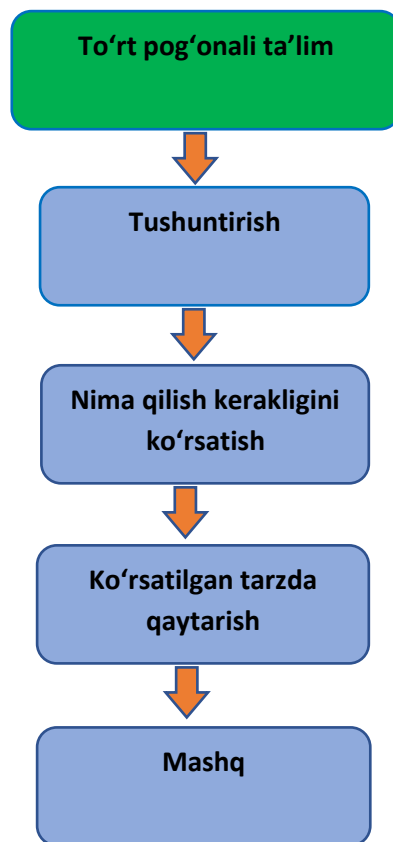 To‘rt pog‘onali ta’lim
Tushuntirish
Nima qilish kerakligini
ko‘rsatish
Ko‘rsatilgan tarzda
qaytarish
Mashq